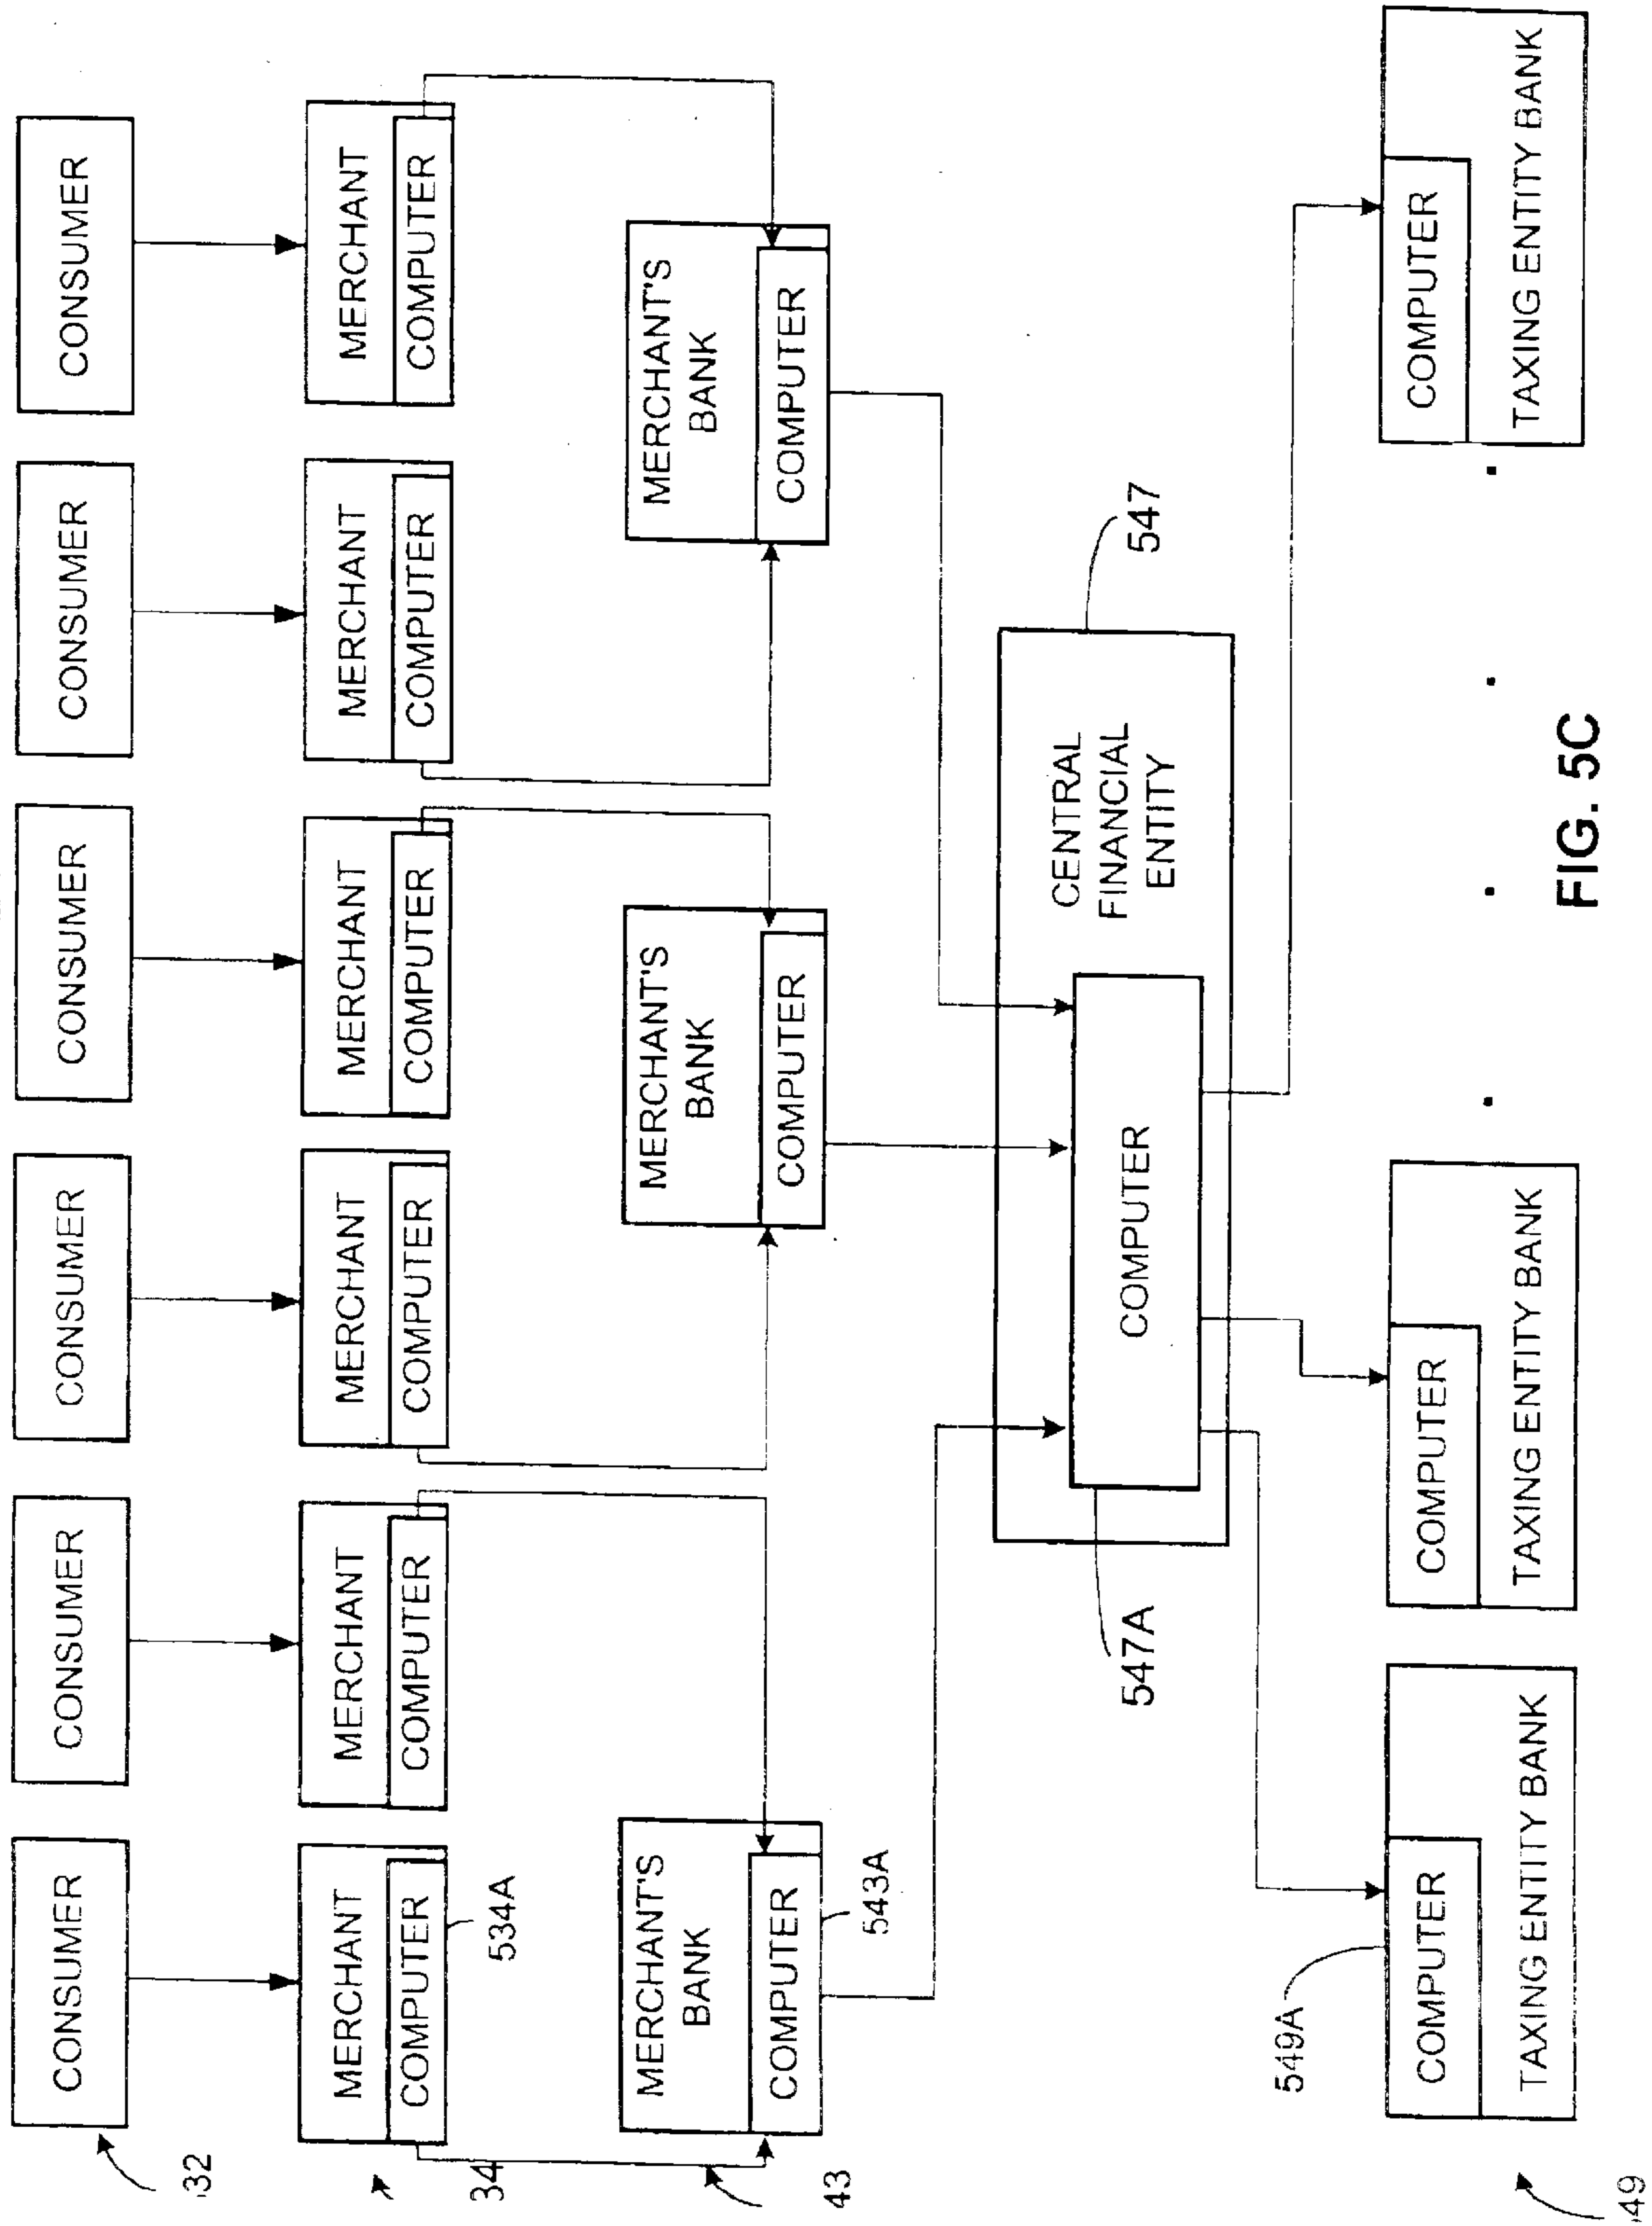 CONSUMER
CONSUMER
CONSUMER
CONSUMER
CONSUMER
CONSUMER
32
MERCHANT
COMPUTER
MERCHANT
COMPUTER
MERCHANT
COMPUTER
MERCHANT
COMPUTER
MERCHANT
COMPUTER
MERCHANT
COMPUTER
34
534A
MERCHANT'S
BANK
COMPUTER
MERCHANT'S
BANK
COMPUTER
MERCHANT'S
BANK
COMPUTER
43
543A
CENTRAL
FINANCIAL
ENTITY
COMPUTER
547
547A
549A
COMPUTER
TAXING ENTITY BANK
COMPUTER
TAXING ENTITY BANK
COMPUTER
TAXING ENTITY BANK
. . . .
549
FIG. 5C